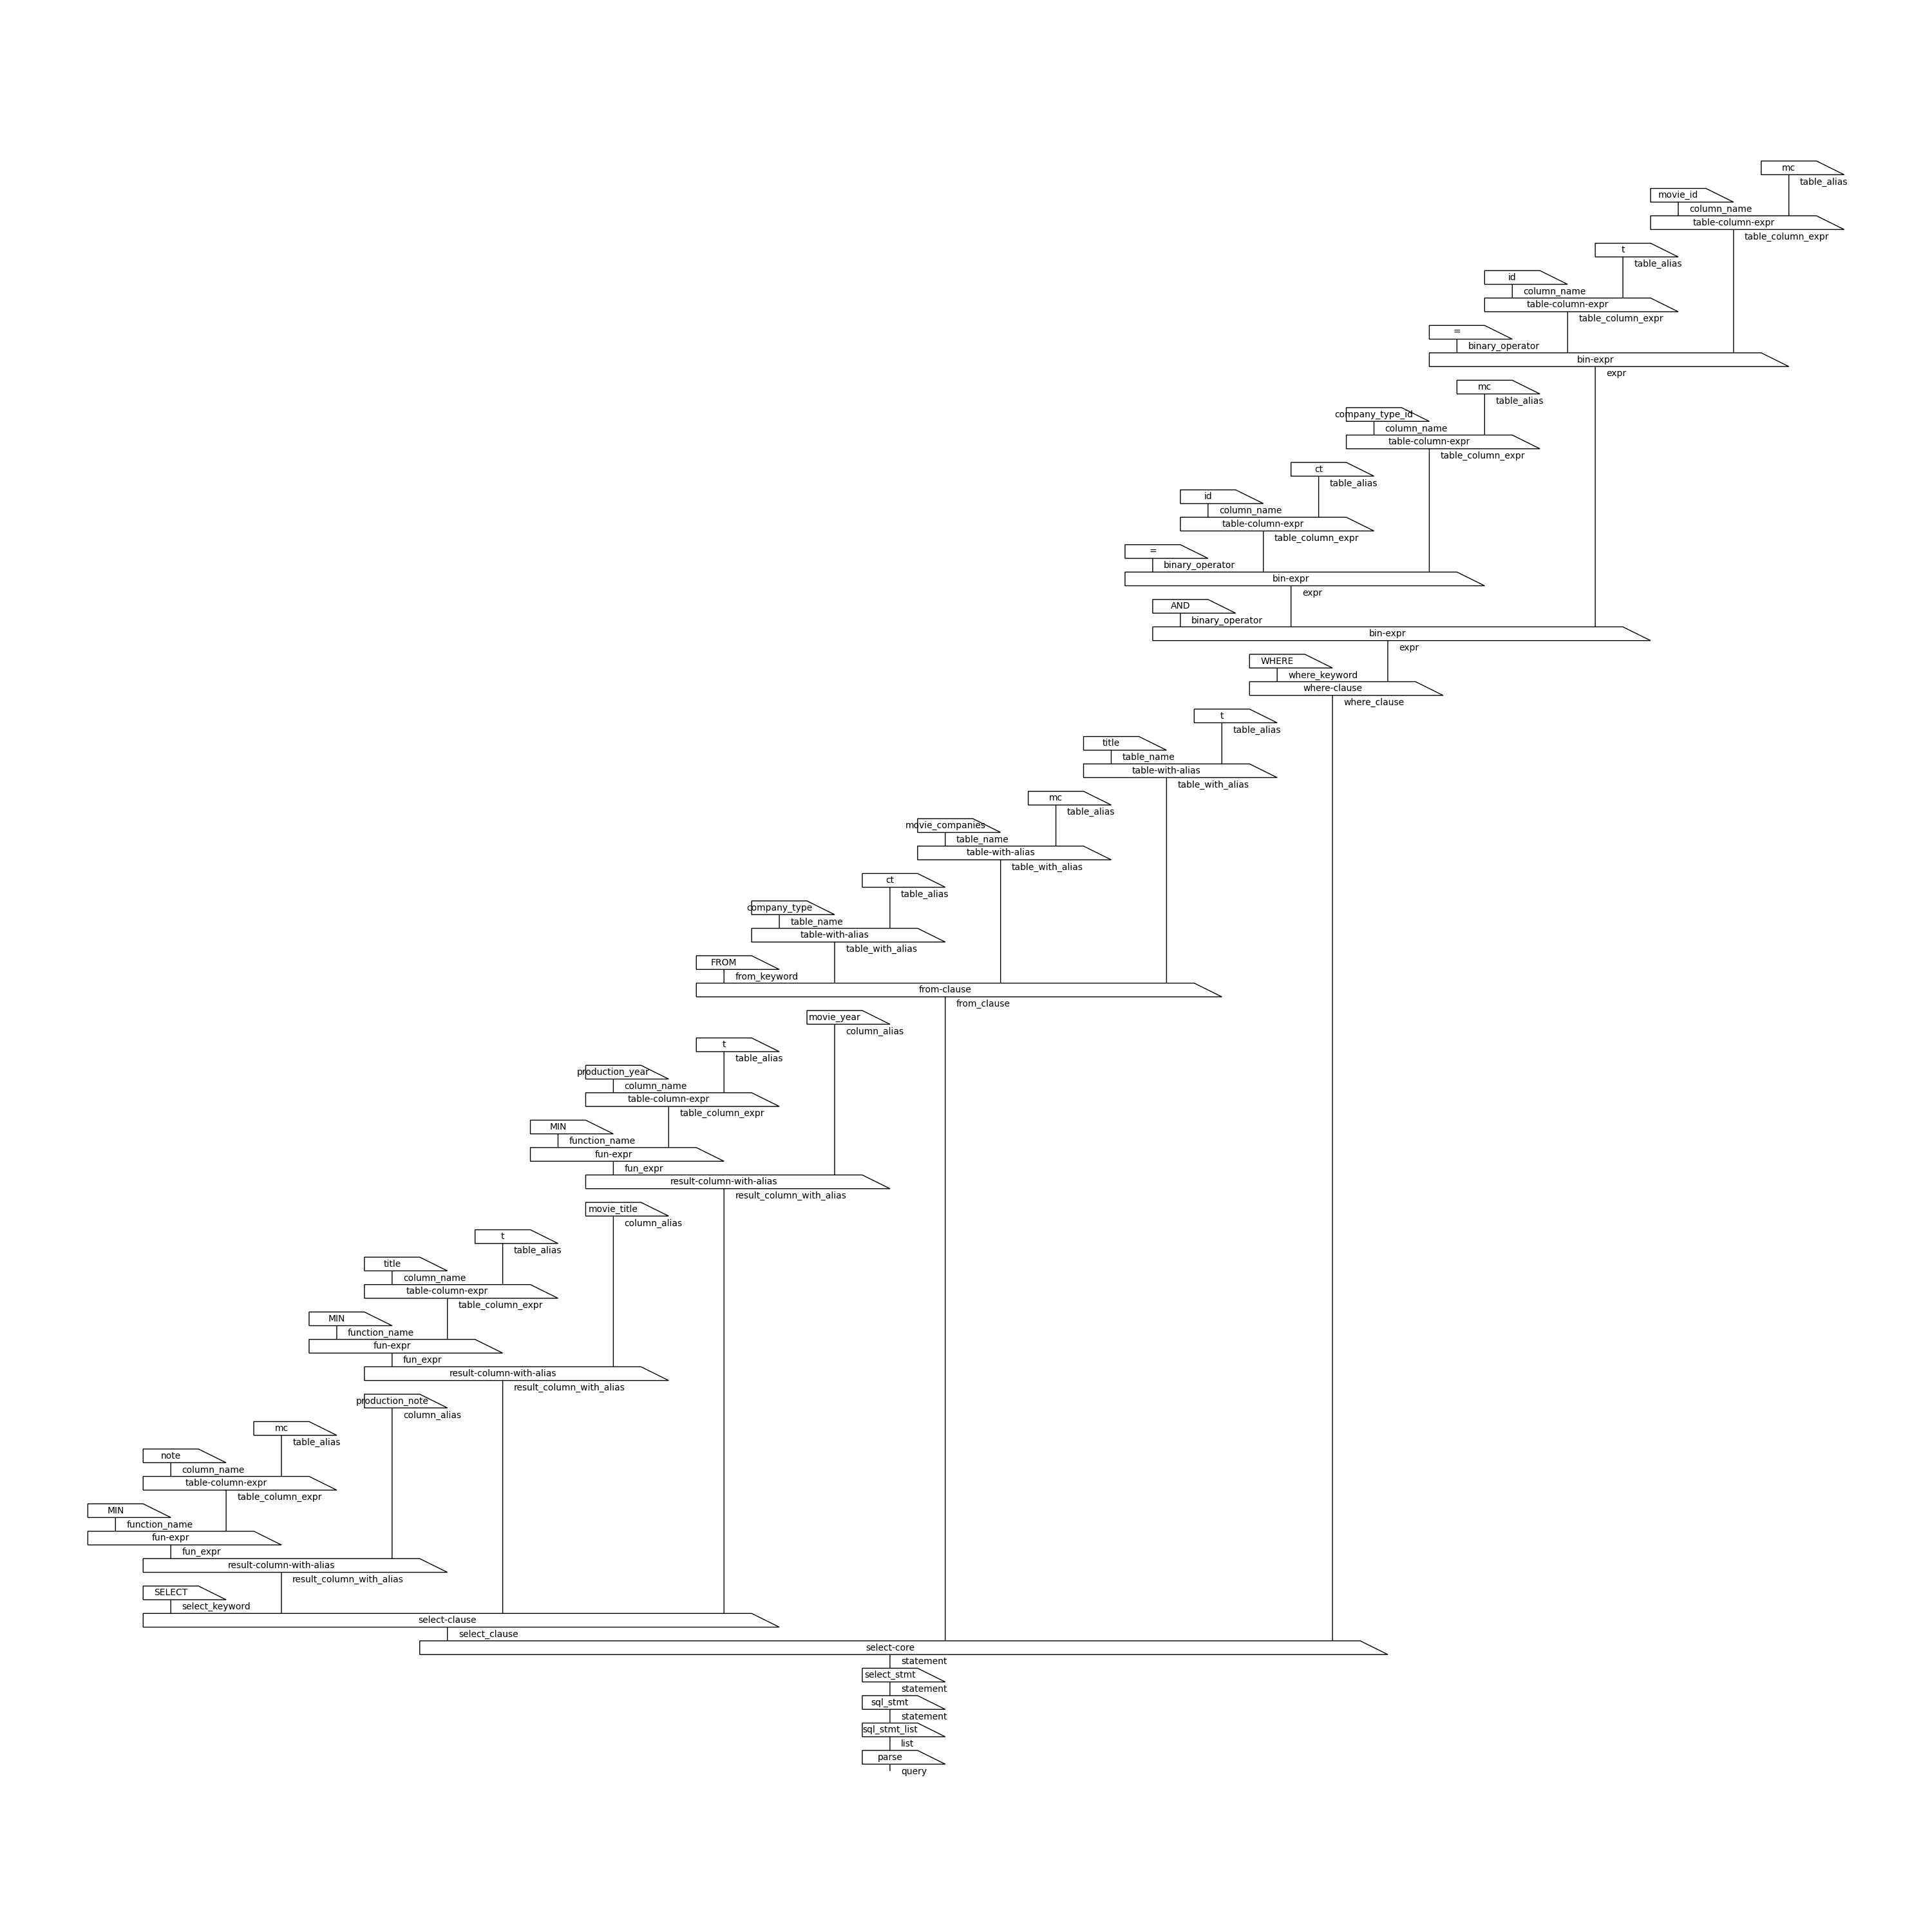 mc
table_alias
movie_id
column_name
table-column-expr
table_column_expr
t
table_alias
id
column_name
table-column-expr
table_column_expr
=
binary_operator
bin-expr
expr
mc
table_alias
company_type_id
column_name
table-column-expr
table_column_expr
ct
table_alias
id
column_name
table-column-expr
table_column_expr
=
binary_operator
bin-expr
expr
AND
binary_operator
bin-expr
expr
WHERE
where_keyword
where-clause
where_clause
t
table_alias
title
table_name
table-with-alias
table_with_alias
mc
table_alias
movie_companies
table_name
table-with-alias
table_with_alias
ct
table_alias
company_type
table_name
table-with-alias
table_with_alias
FROM
from_keyword
from-clause
from_clause
movie_year
column_alias
t
table_alias
production_year
column_name
table-column-expr
table_column_expr
MIN
function_name
fun-expr
fun_expr
result-column-with-alias
result_column_with_alias
movie_title
column_alias
t
table_alias
title
column_name
table-column-expr
table_column_expr
MIN
function_name
fun-expr
fun_expr
result-column-with-alias
result_column_with_alias
production_note
column_alias
mc
table_alias
note
column_name
table-column-expr
table_column_expr
MIN
function_name
fun-expr
fun_expr
result-column-with-alias
result_column_with_alias
SELECT
select_keyword
select-clause
select_clause
select-core
statement
select_stmt
statement
sql_stmt
statement
sql_stmt_list
list
parse
query